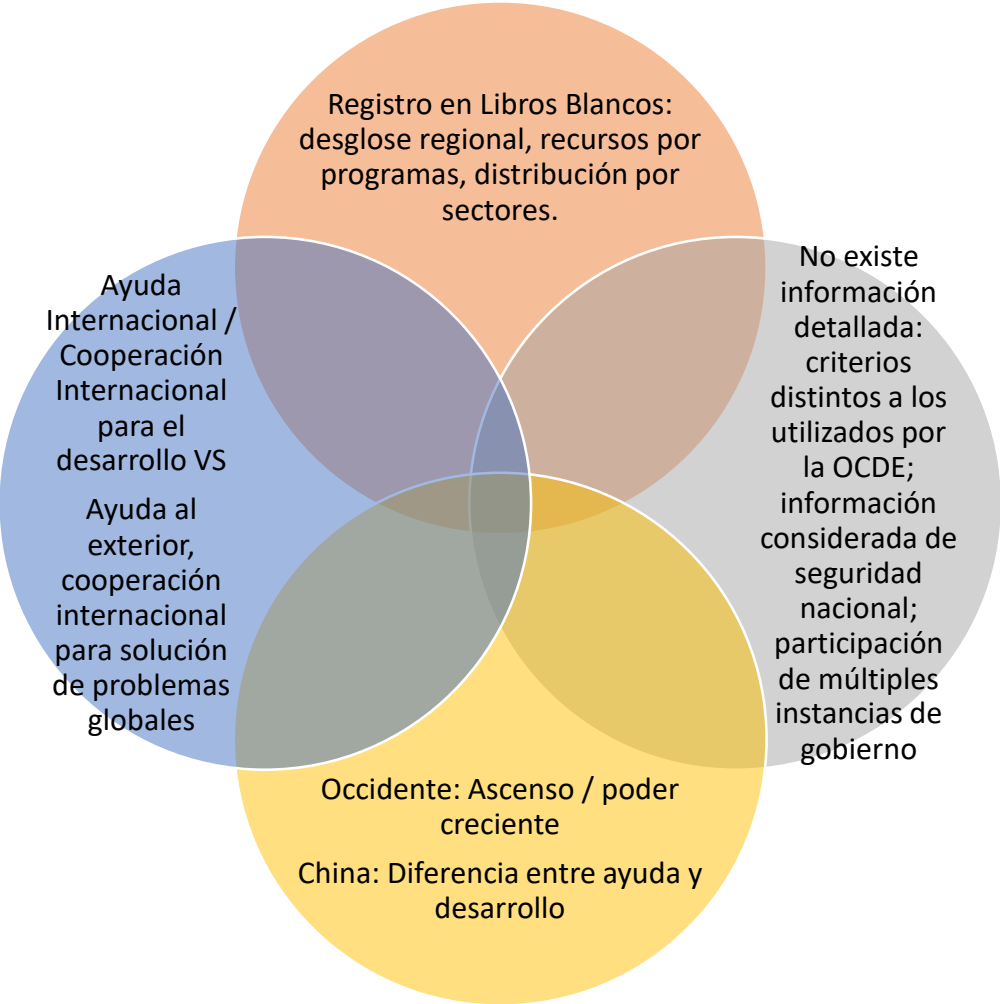 Registro en Libros Blancos:
desglose regional, recursos por
programas, distribución por
sectores.
Ayuda
Internacional /
Cooperación
Internacional
para el
desarrollo VS
Ayuda al
exterior,
cooperación
internacional
para solución
de problemas
globales
No existe
información
detallada:
criterios
distintos a los
utilizados por
la OCDE;
información
considerada de
seguridad
nacional;
participación
de múltiples
instancias de
gobierno
Occidente: Ascenso / poder
creciente
China: Diferencia entre ayuda y
desarrollo